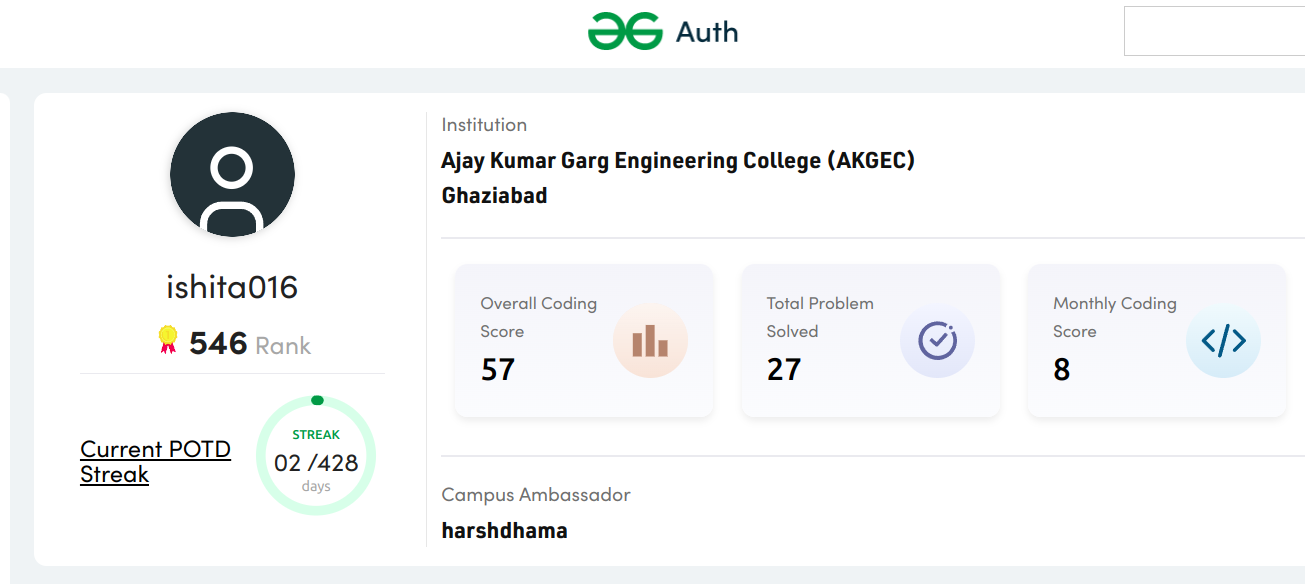 Auth
Institution
Ajay Kumar Garg Engineering College (AKGEC)
Ghaziabad
ishita016
546 Rank
Current POTD
Streak
STREAK
02 /428
days
Overall Coding
Score
57
Total Problem
Solved
27
Monthly Coding
Score
8
Campus Ambassador
harshdhama